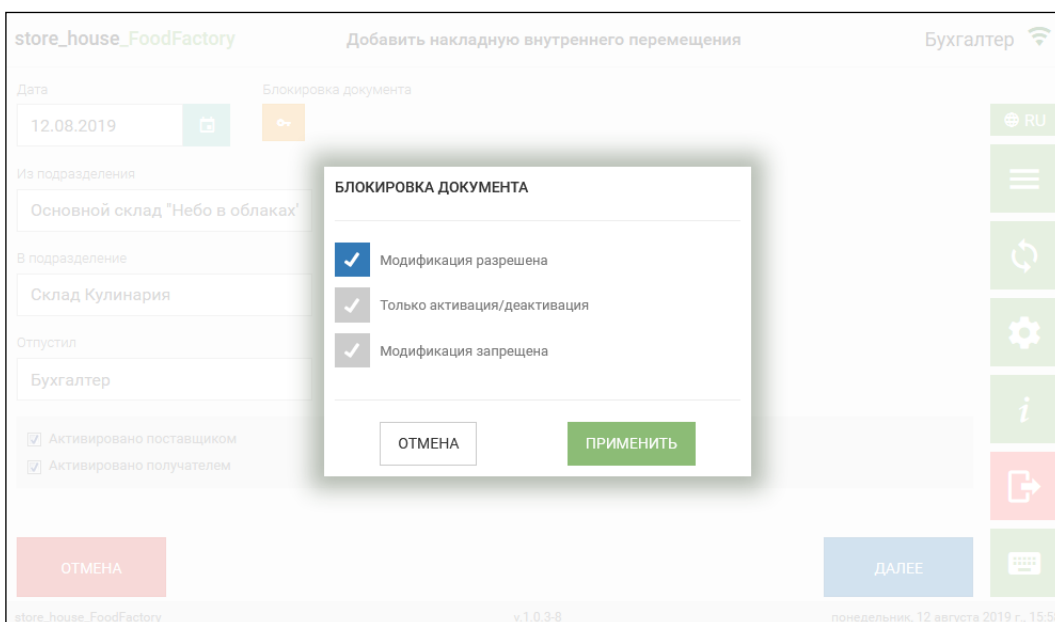 store_house_FoodFactory
Добавить накладную внутреннего перемещения
Бухгалтер
Дата
Блокировка документа
12.08.2019
RU
Из подразделения
Основной склад "Небо в облаках"
В подразделение
Склад Кулинария
Отпустил
Бухгалтер
Активировано поставщиком
Активировано получателем
БЛОКИРОВКА ДОКУМЕНТА
Модификация разрешена
Только активация/деактивация
Модификация запрещена
ОТМЕНА
ПРИМЕНИТЬ
i
ОТМЕНА
ДАЛЕЕ
store_house_FoodFactory
v.1.0.3-8
понедельник, 12 августа 2019 г., 15:5